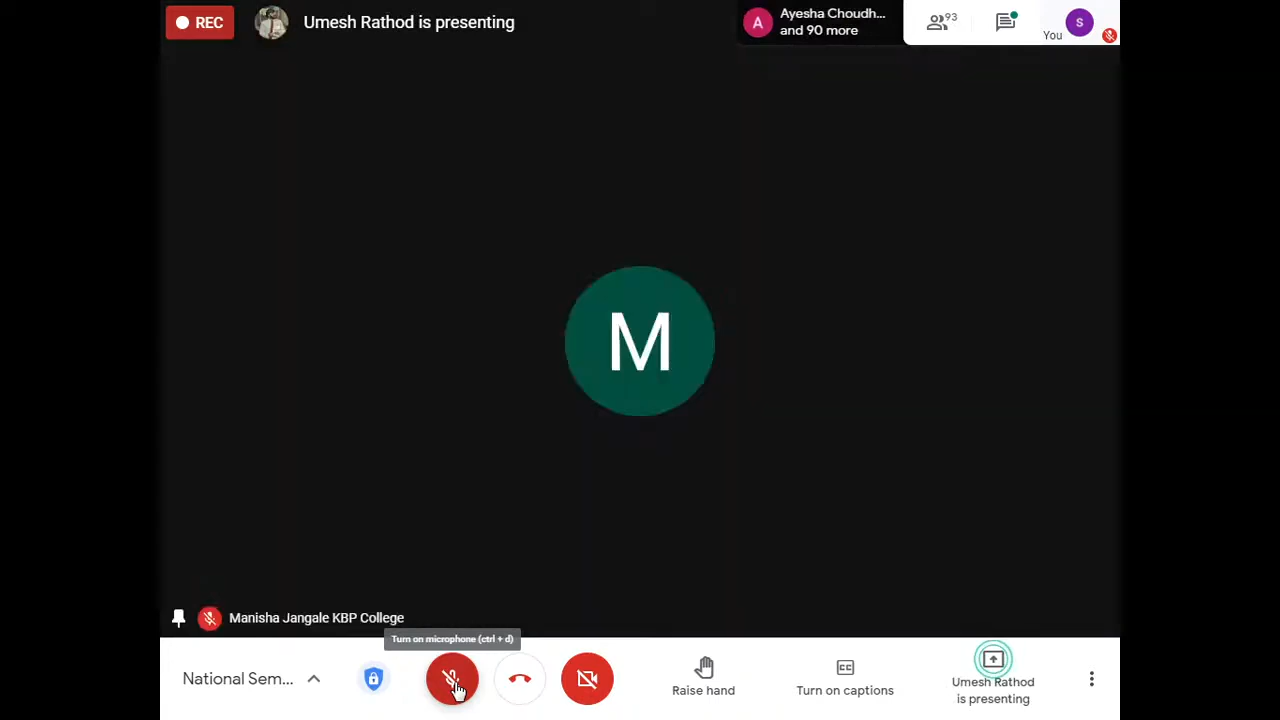 REC
Umesh Rathod is presenting
A
Ayesha Choudh...
and 90 more
93
You
S
M
Manisha Jangale KBP College
Turn on microphone (ctrl + d)
National Sem...
Raise hand
CC
Turn on captions
Umesh Rathod
is presenting